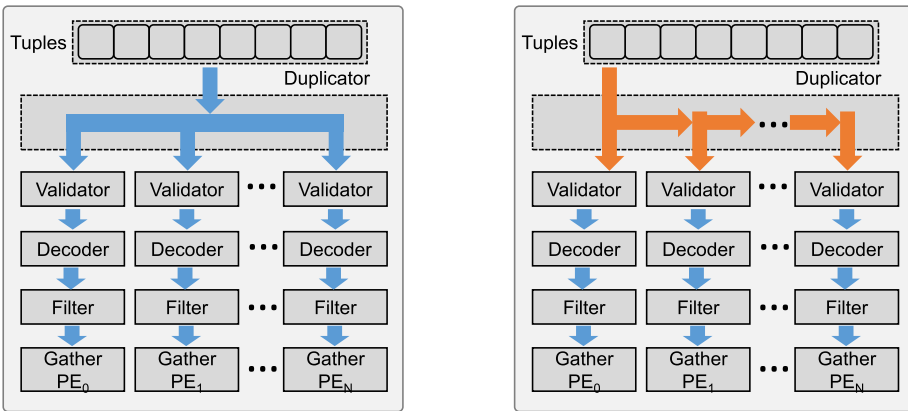 Tuples
Duplicator
Validator Validator ••• Validator
Decoder Decoder ••• Decoder
Filter Filter ••• Filter
Gather PE0 Gather PE1 ••• Gather PEN
Tuples
Duplicator
•••
Validator Validator ••• Validator
Decoder Decoder ••• Decoder
Filter Filter ••• Filter
Gather PE0 Gather PE1 ••• Gather PEN